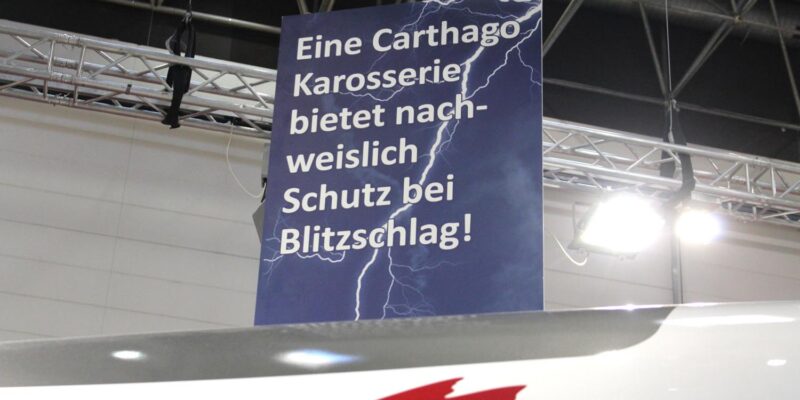 Eine Carthago
Karosserie
bietet nach-
weislich
Schutz bei
Blitzschlag!